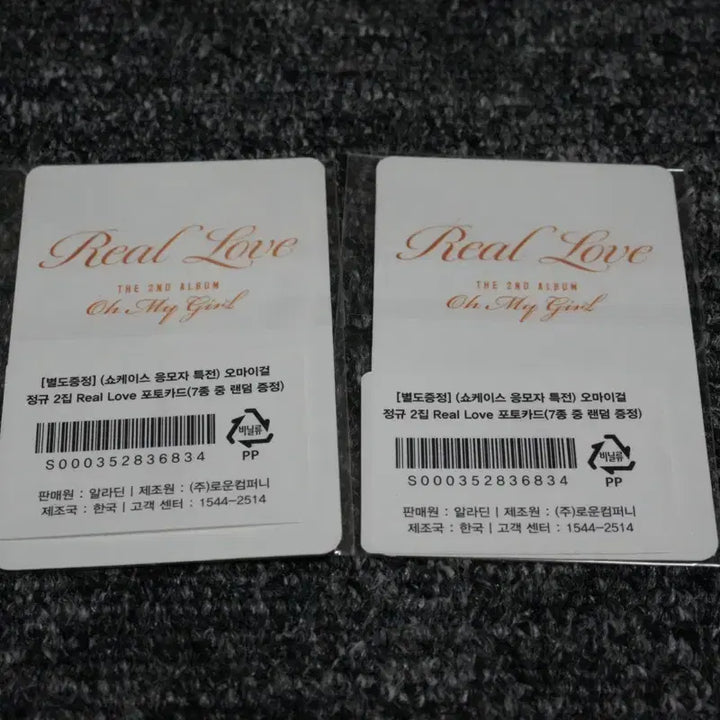 Real Love
THE 2ND ALBUM
Oh My Girl
[별도증정] (쇼케이스 응모자 특전) 오마이걸
정규 2집 Real Love 포토카드(7종 중 랜덤 증정)
S000352836834
비닐류
PP
판매원 : 알라딘 | 제조원 : (주)로운컴퍼니
제조국 : 한국 | 고객 센터 : 1544-2514
Real Love
THE 2ND ALBUM
Oh My Girl
[별도증정] (쇼케이스 응모자 특전) 오마이걸
정규 2집 Real Love 포토카드(7종 중 랜덤 증정)
S000352836834
비닐류
PP
판매원 : 알라딘 | 제조원 : (주)로운컴퍼니
제조국 : 한국 | 고객 센터 : 1544-2514